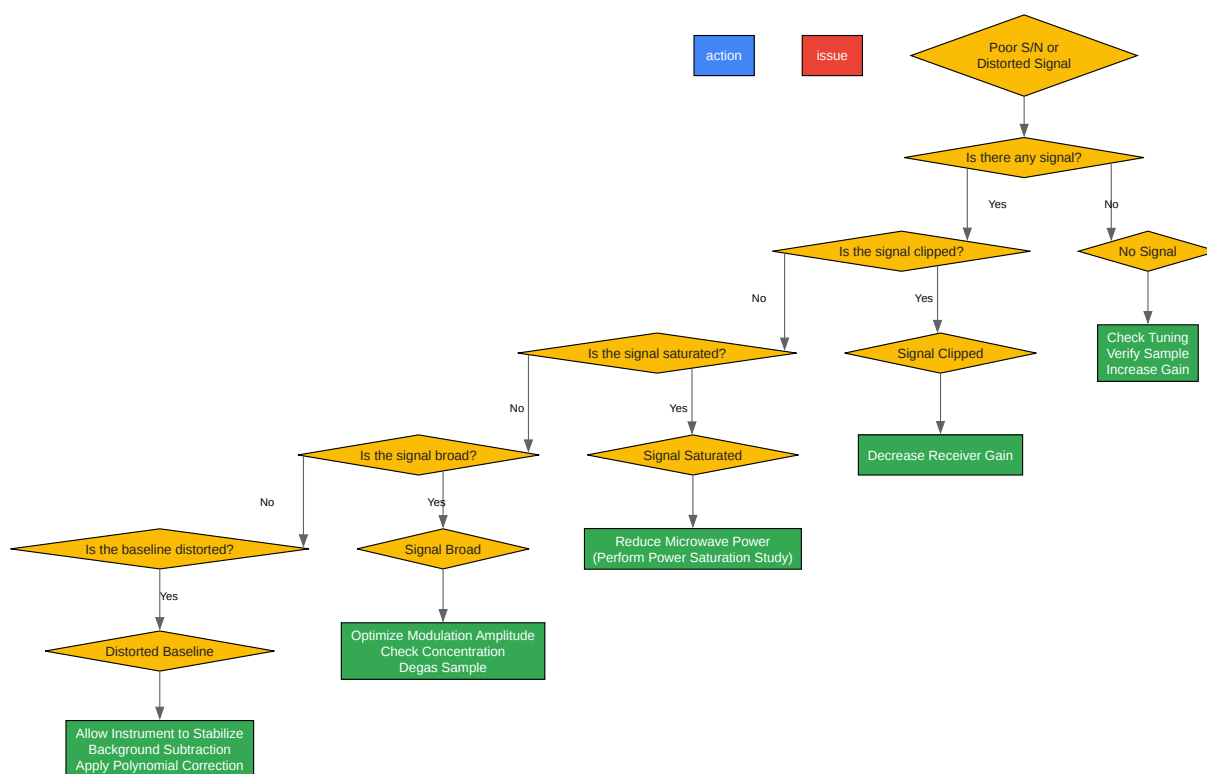 action
issue
Poor S/N or
Distorted Signal
Is there any signal?
Yes
No
Is the signal clipped?
No Signal
No
Yes
Check Tuning
Verify Sample
Increase Gain
Is the signal saturated?
Signal Clipped
No
Yes
Is the signal broad?
Signal Saturated
Decrease Receiver Gain
No
Yes
Is the baseline distorted?
Signal Broad
Reduce Microwave Power
(Perform Power Saturation Study)
Yes
Distorted Baseline
Optimize Modulation Amplitude
Check Concentration
Degas Sample
Allow Instrument to Stabilize
Background Subtraction
Apply Polynomial Correction